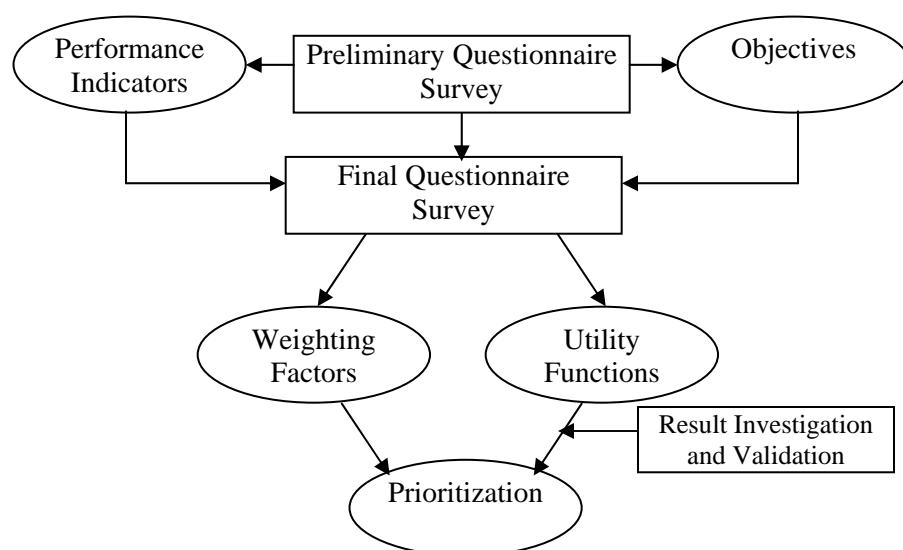 Performance
Indicators
Preliminary Questionnaire
Survey
Objectives
Final Questionnaire
Survey
Weighting
Factors
Utility
Functions
Result Investigation
and Validation
Prioritization